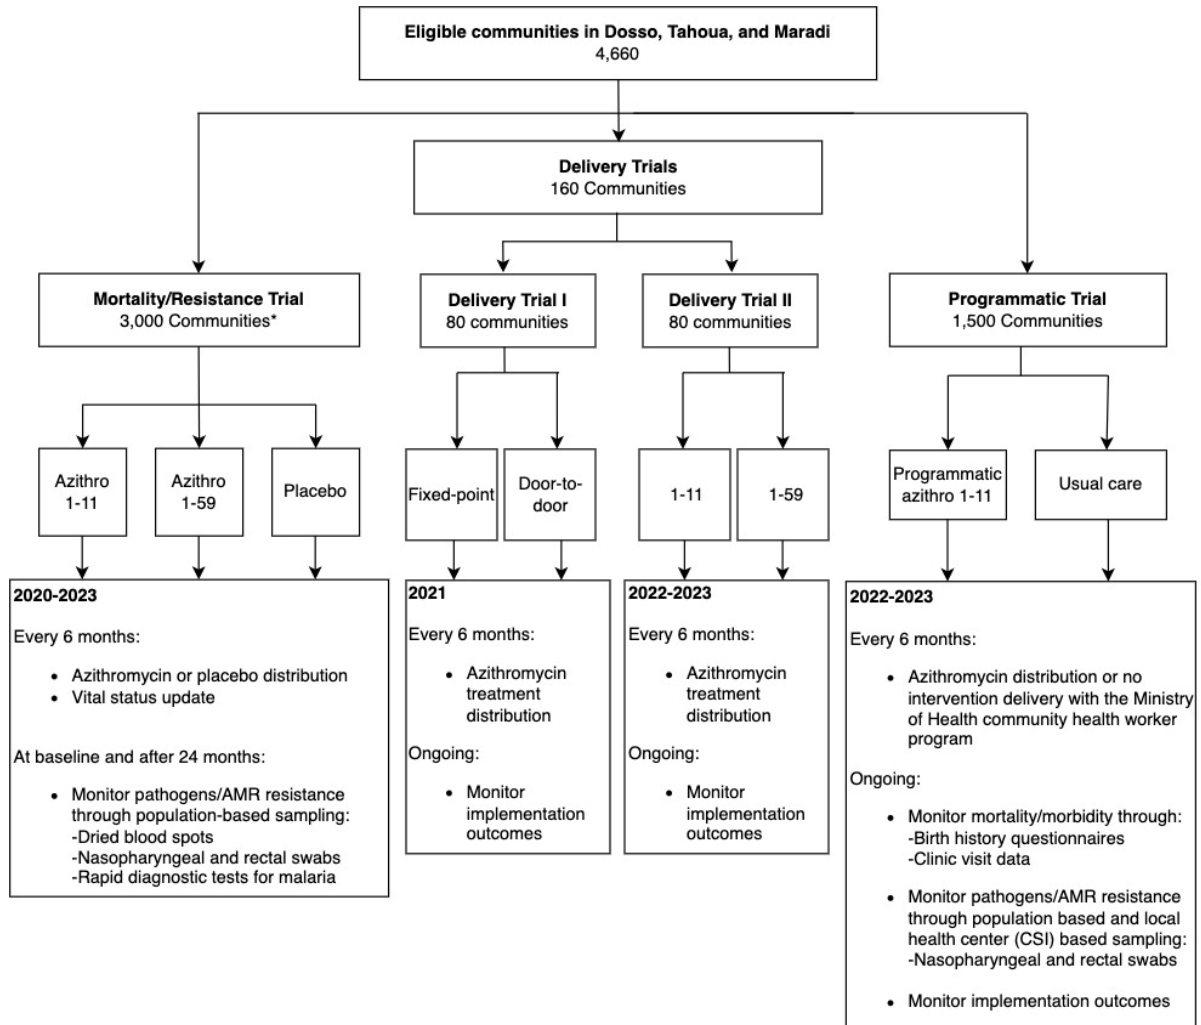 Eligible communities in Dosso, Tahoua, and Maradi
4,660
Delivery Trials
160 Communities
Mortality/Resistance Trial
3,000 Communities*
Delivery Trial I
80 communities
Delivery Trial II
80 communities
Programmatic Trial
1,500 Communities
Azithro
1-11
Azithro
1-59
Placebo
Fixed-point
Door-to-
door
1-11
1-59
Programmatic
azithro 1-11
Usual care
2020-2023
Every 6 months:
• Azithromycin or placebo distribution
• Vital status update
At baseline and after 24 months:
• Monitor pathogens/AMR resistance
through population-based sampling:
-Dried blood spots
-Nasopharyngeal and rectal swabs
-Rapid diagnostic tests for malaria
2021
Every 6 months:
• Azithromycin
treatment
distribution
Ongoing:
• Monitor
implementation
outcomes
2022-2023
Every 6 months:
• Azithromycin
treatment
distribution
Ongoing:
• Monitor
implementation
outcomes
2022-2023
Every 6 months:
• Azithromycin distribution or no
intervention delivery with the Ministry
of Health community health worker
program
Ongoing:
• Monitor mortality/morbidity through:
-Birth history questionnaires
-Clinic visit data
• Monitor pathogens/AMR resistance
through population based and local
health center (CSI) based sampling:
-Nasopharyngeal and rectal swabs
• Monitor implementation outcomes